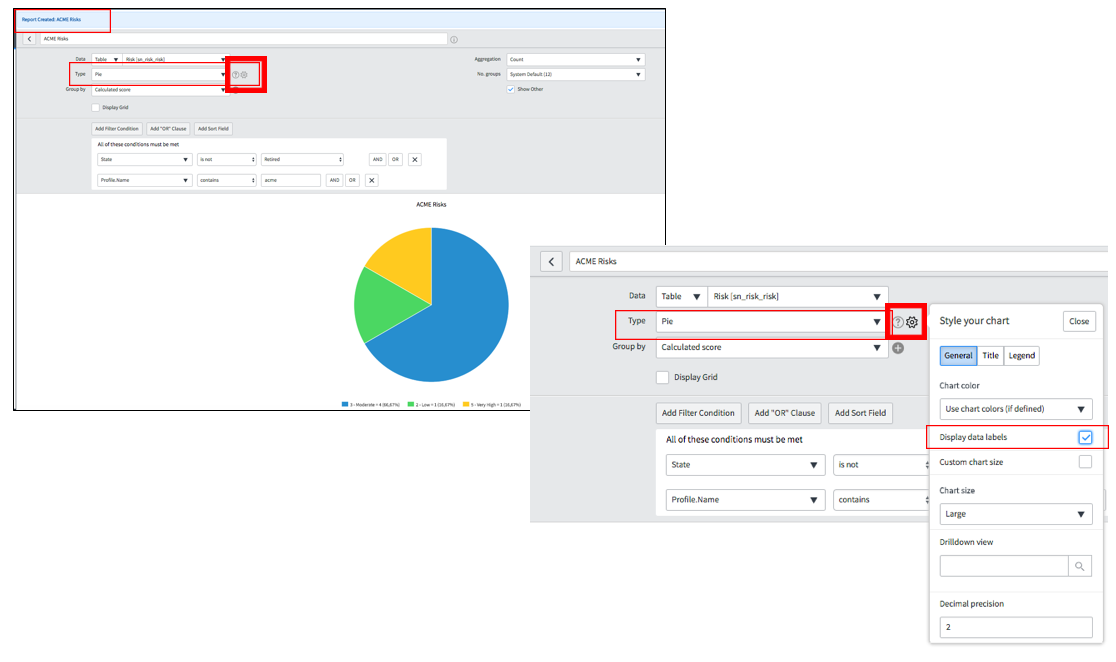 Report Created: ACME Risks
ACME Risks
Data Table Risk [sn_risk_risk] Aggregation Count
Type Pie No. groups System Default (12)
Group by Calculated score Show Other
Display Grid
Add Filter Condition Add "OR" Clause Add Sort Field
All of these conditions must be met
State is not Retired AND OR
Profile.Name contains acme AND OR
ACME Risks
3 - Moderate = 4 (66,67%) 2 - Low = 1 (16,67%) 5 - Very High = 1 (16,67%)
ACME Risks
Data Table Risk [sn_risk_risk]
Type Pie
Group by Calculated score
Display Grid
Add Filter Condition Add "OR" Clause Add Sort Field
All of these conditions must be met
State is not
Profile.Name contains
Style your chart Close
General Title Legend
Chart color
Use chart colors (if defined)
Display data labels
Custom chart size
Chart size
Large
Drilldown view
Decimal precision
2